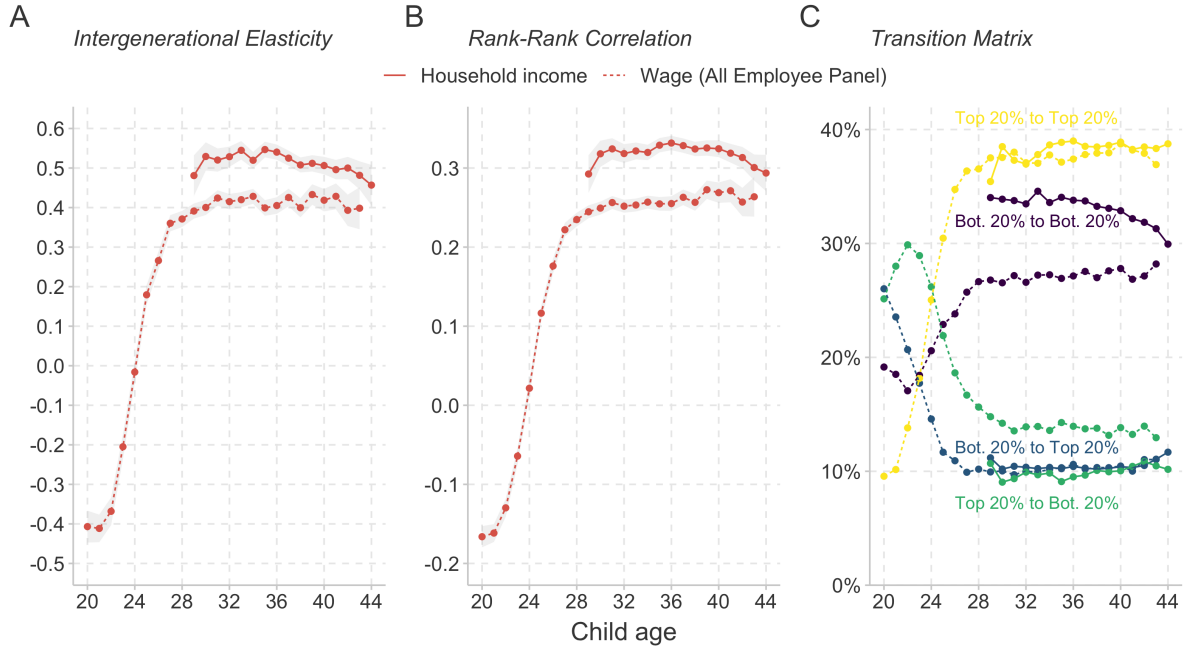 A
B
C
Intergenerational Elasticity
Rank-Rank Correlation
Transition Matrix
Household income
Wage (All Employee Panel)
0.6
0.5
0.4
0.3
0.2
0.1
0.0
-0.1
-0.2
-0.3
-0.4
-0.5
20 24 28 32 36 40 44
0.3
0.2
0.1
0.0
-0.1
-0.2
20 24 28 32 36 40 44
Child age
40%
30%
20%
10%
0%
Top 20% to Top 20%
Bot. 20% to Bot. 20%
Bot. 20% to Top 20%
Top 20% to Bot. 20%
20 24 28 32 36 40 44